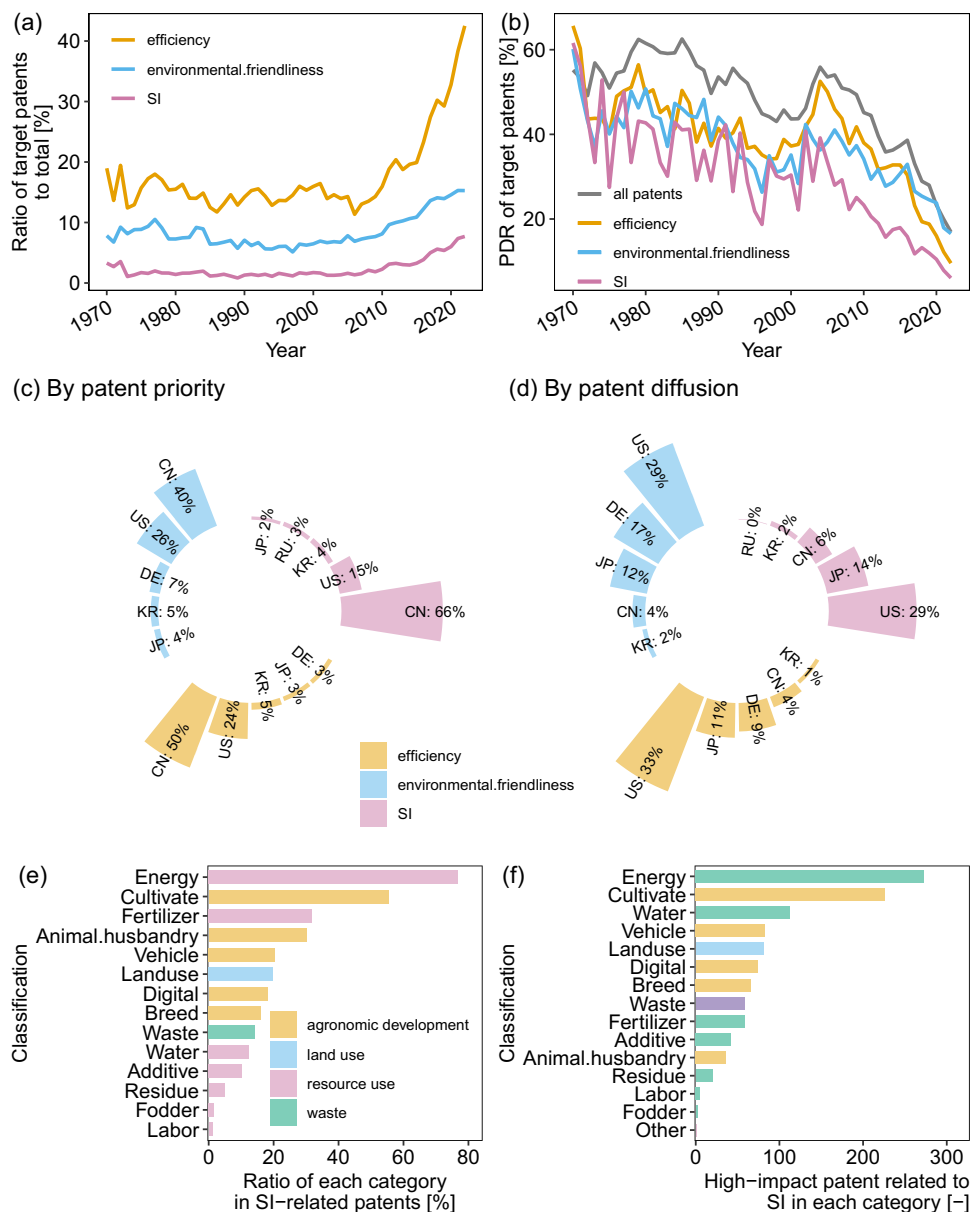 (a)
Ratio of target patents
to total [%]
40
30
20
10
0
efficiency
environmental.friendliness
SI
1970
1980
1990
2000
2010
2020
Year
(b)
PDR of target patents [%]
60
40
20
all patents
efficiency
environmental.friendliness
SI
1970
1980
1990
2000
2010
2020
Year
(c) By patent priority
CN: 40%
US: 26%
DE: 7%
KR: 5%
JP: 4%
JP: 2%
RU: 3%
KR: 4%
US: 15%
CN: 66%
CN: 50%
US: 24%
KR: 5%
JP: 3%
DE: 3%
(d) By patent diffusion
US: 29%
DE: 17%
JP: 12%
CN: 4%
KR: 2%
RU: 0%
KR: 2%
CN: 6%
JP: 14%
US: 29%
US: 33%
JP: 11%
DE: 9%
CN: 4%
KR: 1%
efficiency
environmental.friendliness
SI
(e)
Classification
Energy
Cultivate
Fertilizer
Animal.husbandry
Vehicle
Landuse
Digital
Breed
Waste
Water
Additive
Residue
Fodder
Labor
agronomic development
land use
resource use
waste
0
20
40
60
80
Ratio of each category
in SI−related patents [%]
(f)
Classification
Energy
Cultivate
Water
Vehicle
Landuse
Digital
Breed
Waste
Fertilizer
Additive
Animal.husbandry
Residue
Labor
Fodder
Other
0
100
200
300
High−impact patent related to
SI in each category [−]